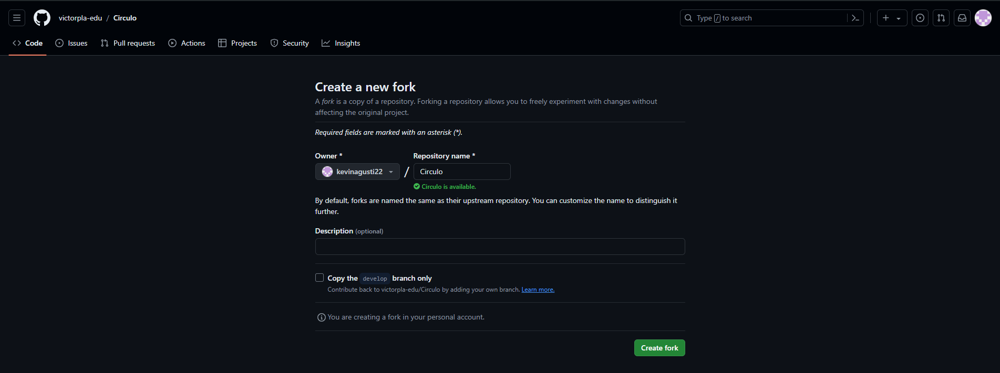 victorpla-edu / Circulo
Type / to search
Code Issues Pull requests Actions Projects Security Insights
Create a new fork
A fork is a copy of a repository. Forking a repository allows you to freely experiment with changes without
affecting the original project.
Required fields are marked with an asterisk (*).
Owner * Repository name *
kevinagusti22 / Circulo
Circulo is available.
By default, forks are named the same as their upstream repository. You can customize the name to distinguish it
further.
Description (optional)
Copy the develop branch only
Contribute back to victorpla-edu/Circulo by adding your own branch. Learn more.
You are creating a fork in your personal account.
Create fork